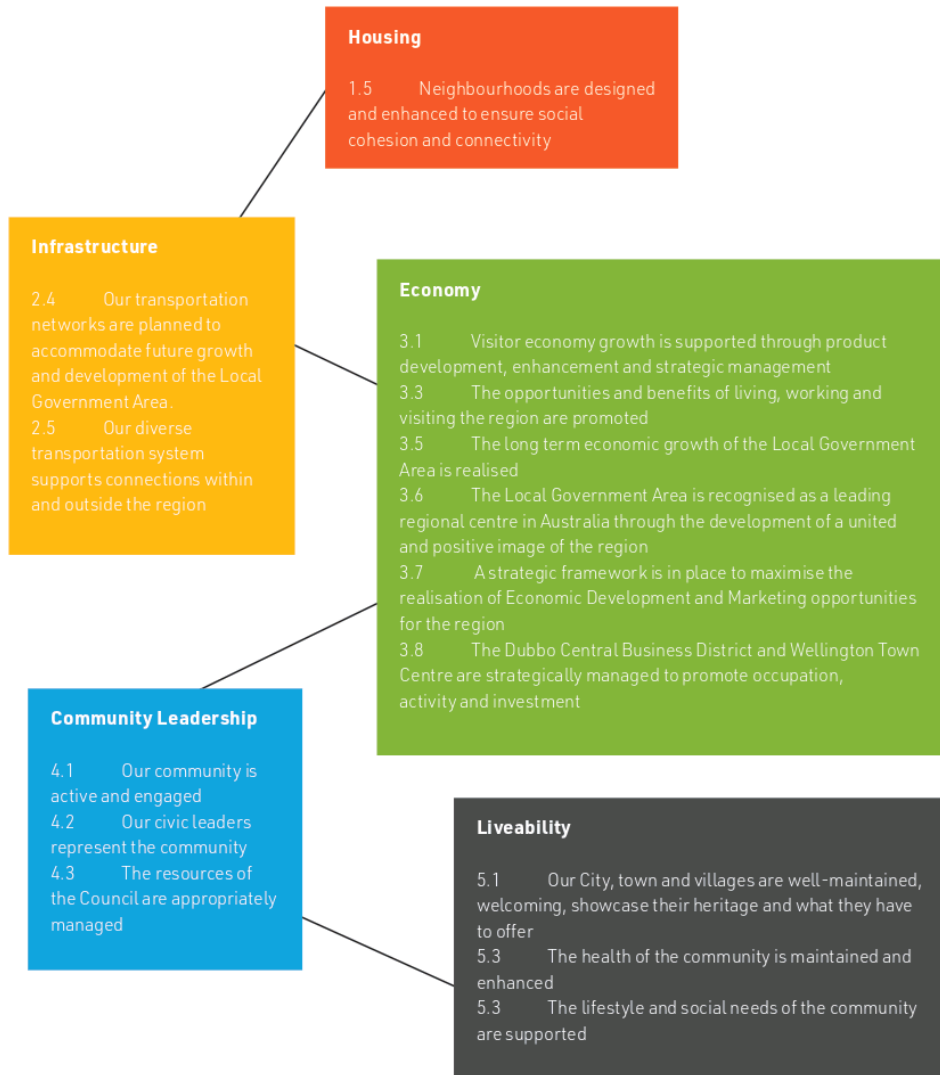 Housing
1.5 Neighbourhoods are designed
and enhanced to ensure social
cohesion and connectivity
Infrastructure
2.4 Our transportation
networks are planned to
accommodate future growth
and development of the Local
Government Area.
2.5 Our diverse
transportation system
supports connections within
and outside the region
Economy
3.1 Visitor economy growth is supported through product
development, enhancement and strategic management
3.3 The opportunities and benefits of living, working and
visiting the region are promoted
3.5 The long term economic growth of the Local Government
Area is realised
3.6 The Local Government Area is recognised as a leading
regional centre in Australia through the development of a united
and positive image of the region
3.7 A strategic framework is in place to maximise the
realisation of Economic Development and Marketing opportunities
for the region
3.8 The Dubbo Central Business District and Wellington Town
Centre are strategically managed to promote occupation,
activity and investment
Community Leadership
4.1 Our community is
active and engaged
4.2 Our civic leaders
represent the community
4.3 The resources of
the Council are appropriately
managed
Liveability
5.1 Our City, town and villages are well-maintained,
welcoming, showcase their heritage and what they have
to offer
5.3 The health of the community is maintained and
enhanced
5.3 The lifestyle and social needs of the community
are supported